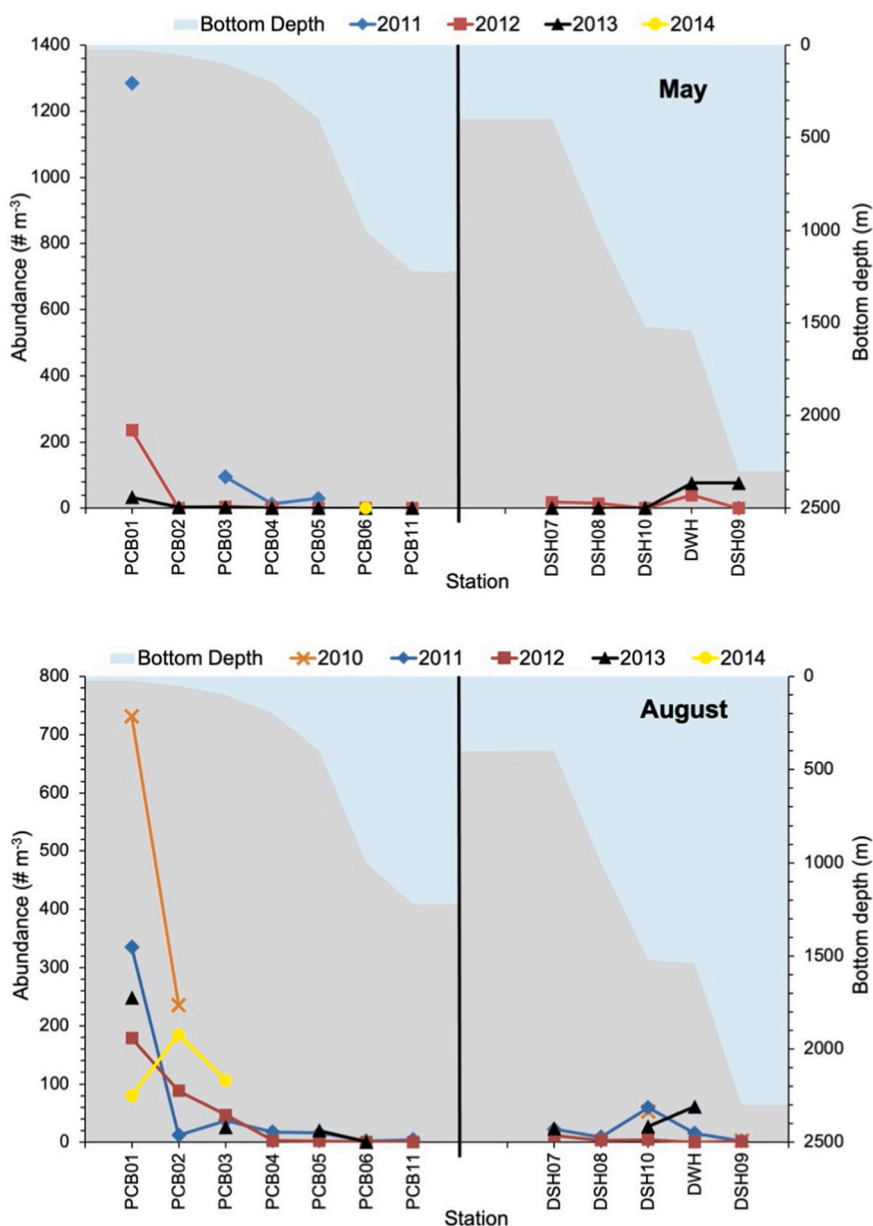 Bottom Depth 2011 2012 2013 2014
1400 0
1200 500
1000
800 1000
600 1500
400
200 2000
0 2500
May
Abundance (# m-3)
Bottom depth (m)
PCB01 PCB02 PCB03 PCB04 PCB05 PCB06 PCB11 DSH07 DSH08 DSH10 DWH DSH09
Station
Bottom Depth 2010 2011 2012 2013 2014
800 0
700
600 500
500
400 1000
300 1500
200
100 2000
0 2500
August
Abundance (# m-3)
Bottom depth (m)
PCB01 PCB02 PCB03 PCB04 PCB05 PCB06 PCB11 DSH07 DSH08 DSH10 DWH DSH09
Station